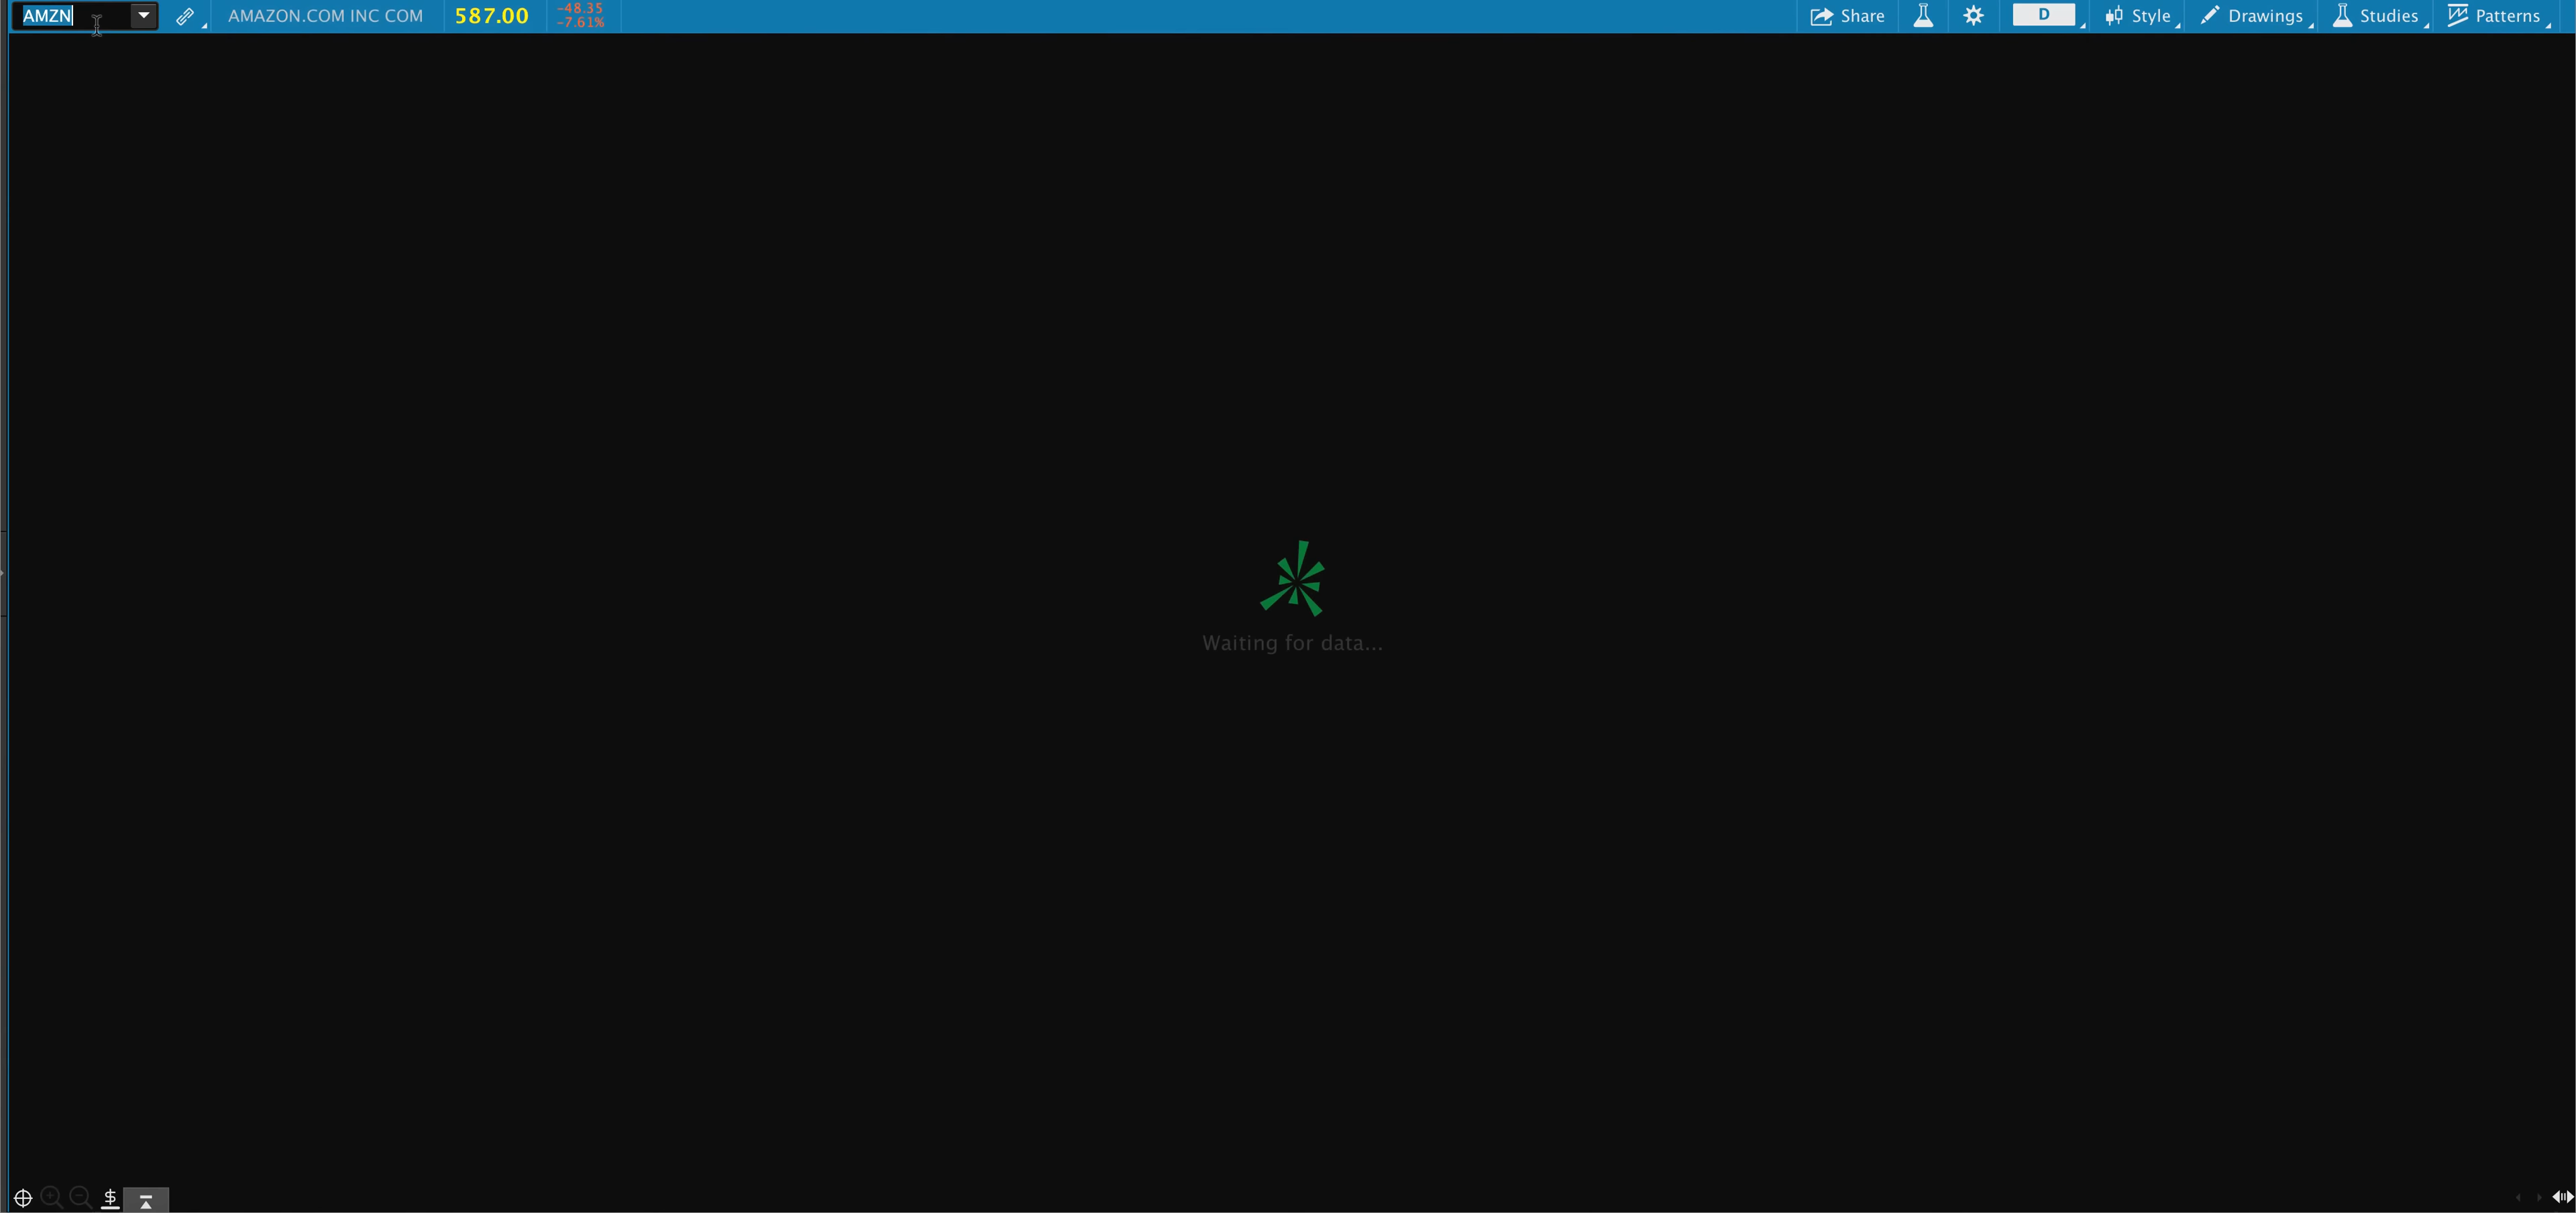 AMZN AMAZON.COM INC COM 587.00 -48.35 Share D Style Drawings Studies Patterns
-7.61%
Waiting for data...
$